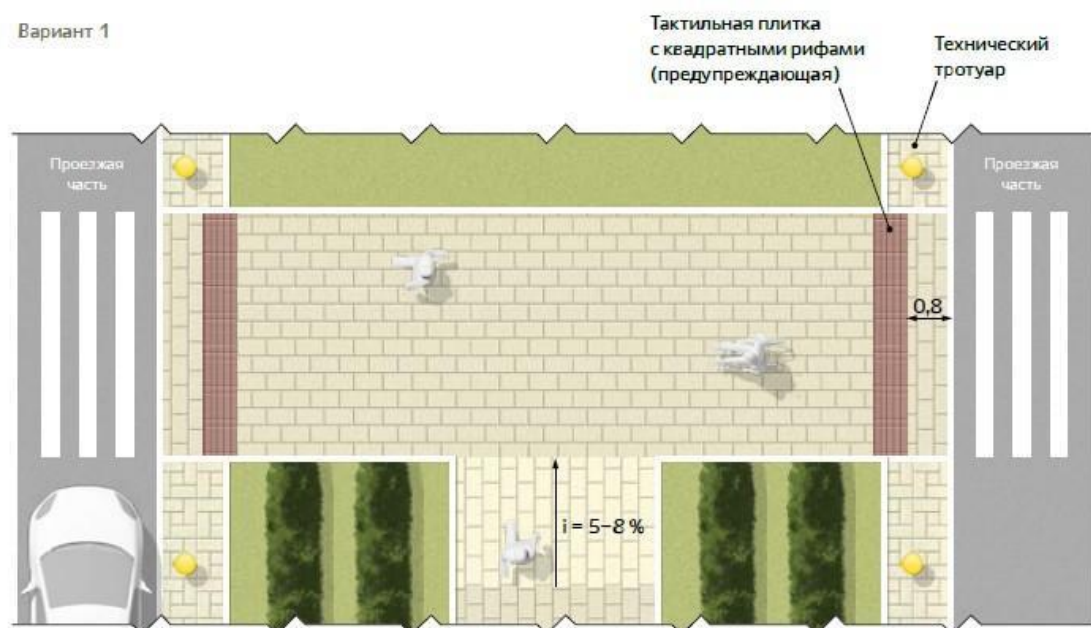 Вариант 1
Тактильная плитка
с квадратными рифами
(предупреждающая)
Технический
тротуар
Проезжая
часть
Проезжая
часть
0,8
i = 5–8 %